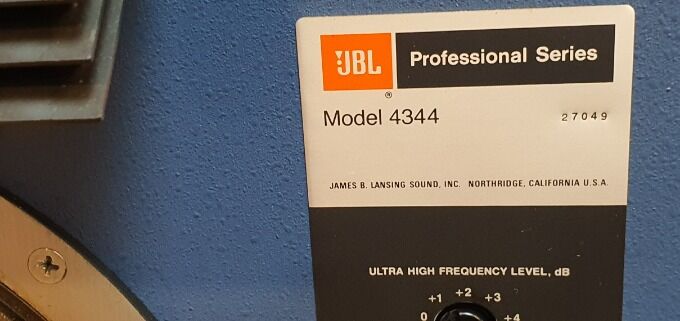 JBL Professional Series
®
Model 4344 27049
JAMES B. LANSING SOUND, INC. NORTHRIDGE, CALIFORNIA U.S.A.
ULTRA HIGH FREQUENCY LEVEL, dB
+1 +2 +3
0 +4